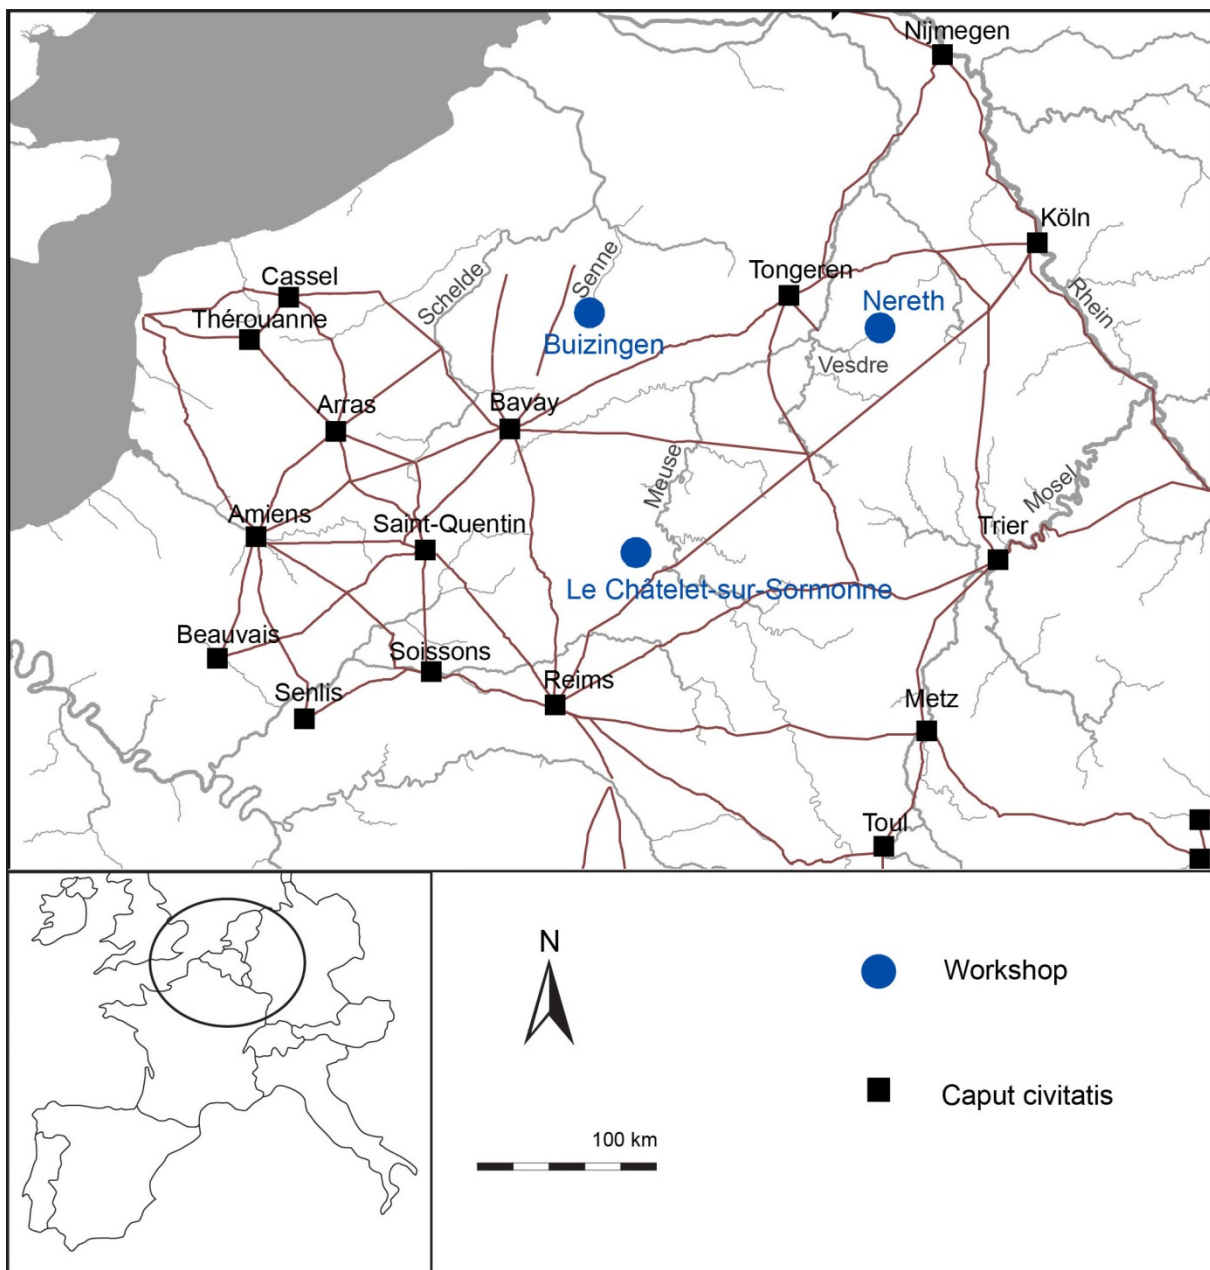 Nijmegen
Köln
Rhein
Senne
Schelde
Cassel
Tongeren
Nereth
Thérouanne
Buizingen
Vesdre
Arras
Bavay
Meuse
Mosel
Amiens
Saint-Quentin
Trier
Le Châtelet-sur-Sormonne
Beauvais
Soissons
Reims
Senlis
Metz
Toul
N
Workshop
Caput civitatis
100 km